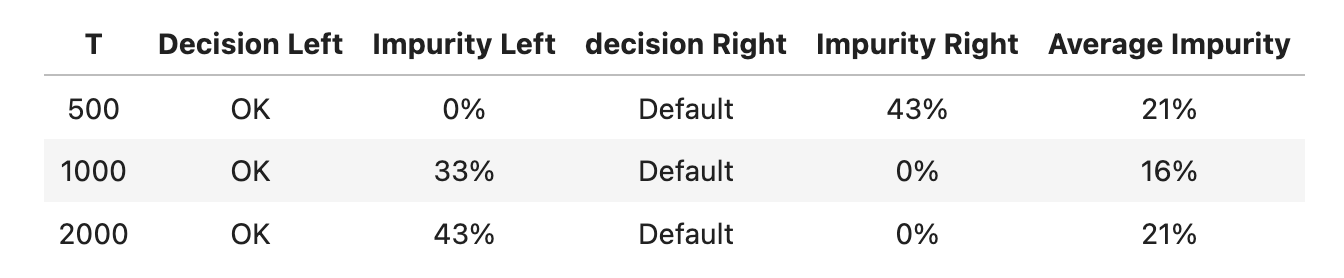 T Decision Left Impurity Left decision Right Impurity Right Average Impurity
500 OK 0% Default 43% 21%
1000 OK 33% Default 0% 16%
2000 OK 43% Default 0% 21%